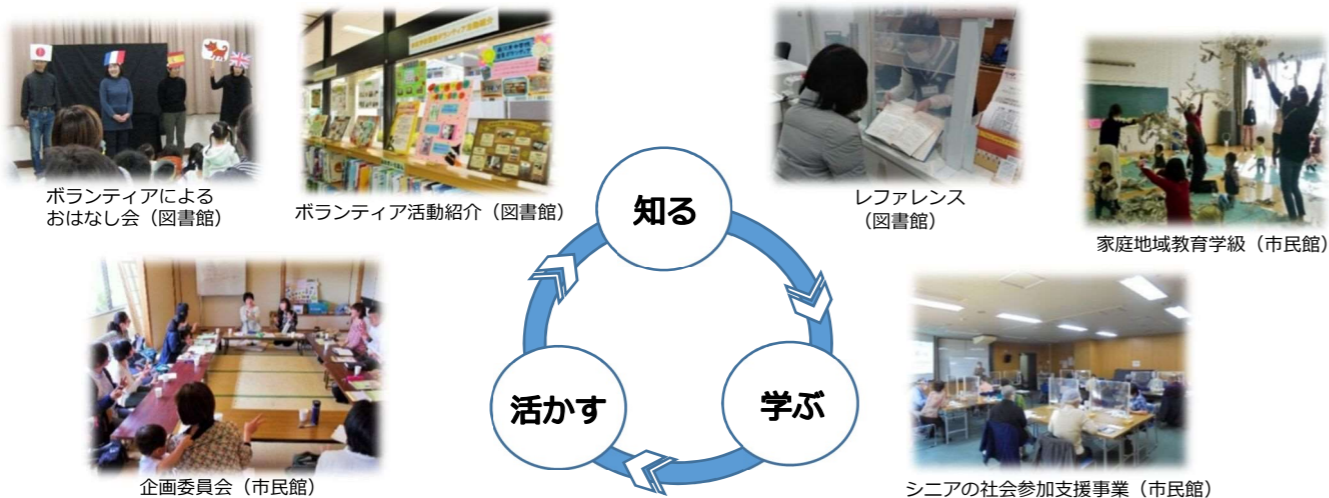 ボランティアによる
おはなし会（図書館）
ボランティア活動紹介（図書館）
レファレンス
（図書館）
家庭地域教育学級（市民館）
知る
学ぶ
活かす
企画委員会（市民館）
シニアの社会参加支援事業（市民館）